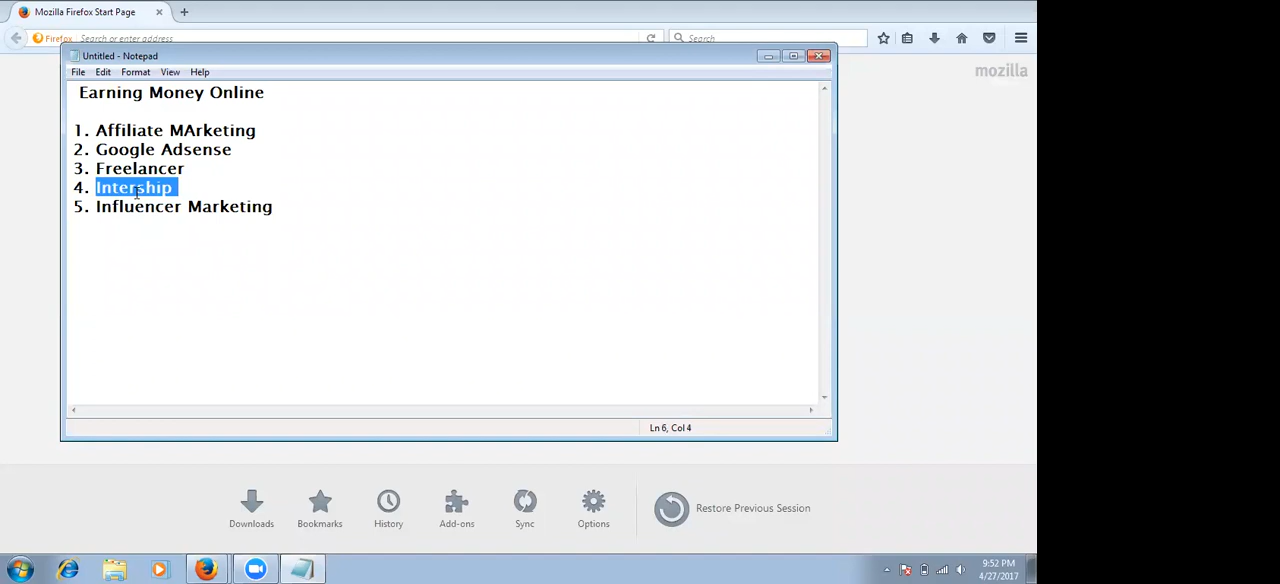 Mozilla Firefox Start Page
Firefox Search or enter address
Search
mozilla
Untitled - Notepad
File Edit Format View Help
Earning Money Online
1. Affiliate MArketing
2. Google Adsense
3. Freelancer
4. Intership
5. Influencer Marketing
Ln 6, Col 4
Downloads Bookmarks History Add-ons Sync Options Restore Previous Session
9:52 PM
4/27/2017